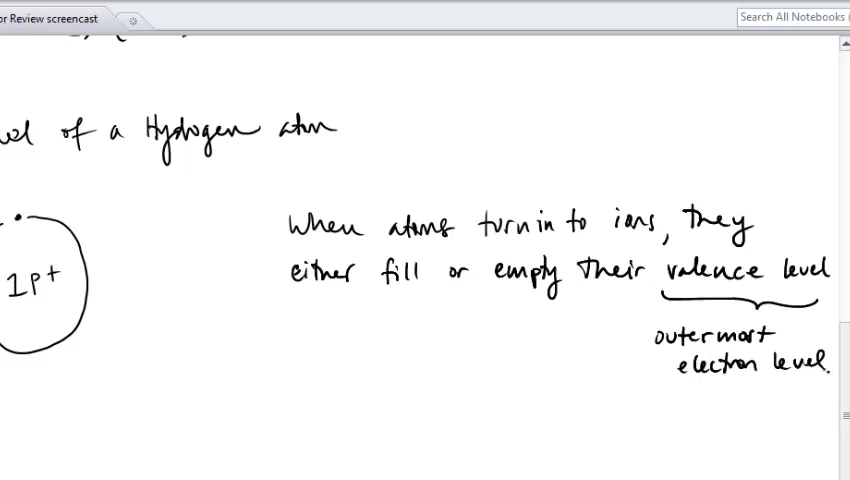 or Review screencast
Search All Notebooks (
of a Hydrogen atom
When atoms turn in to ions, they
either fill or empty their valence level
1p+
outermost
electron level.